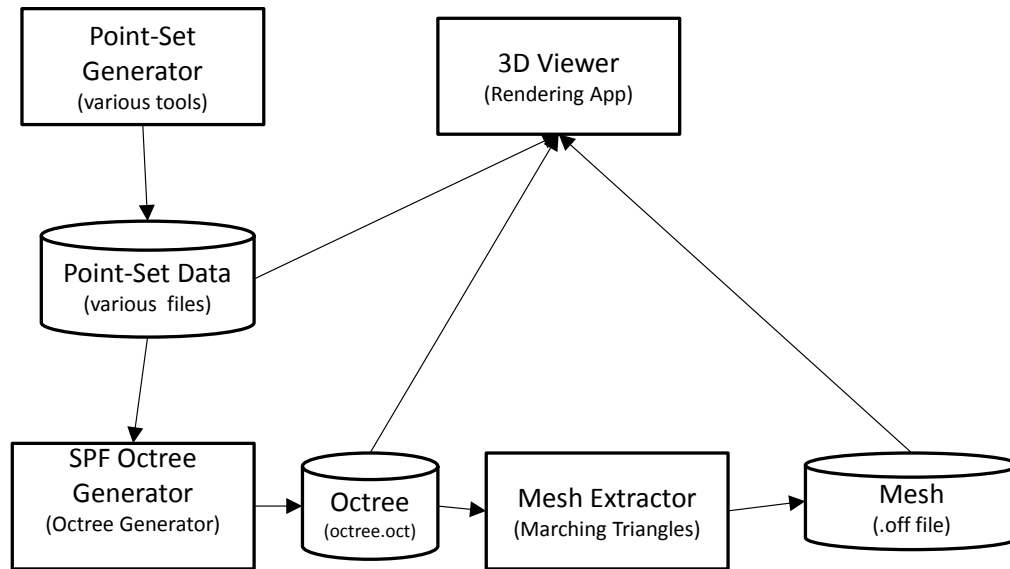 Point-Set
Generator
(various tools)
3D Viewer
(Rendering App)
Point-Set Data
(various files)
SPF Octree
Generator
(Octree Generator)
Octree
(octree.oct)
Mesh Extractor
(Marching Triangles)
Mesh
(.off file)